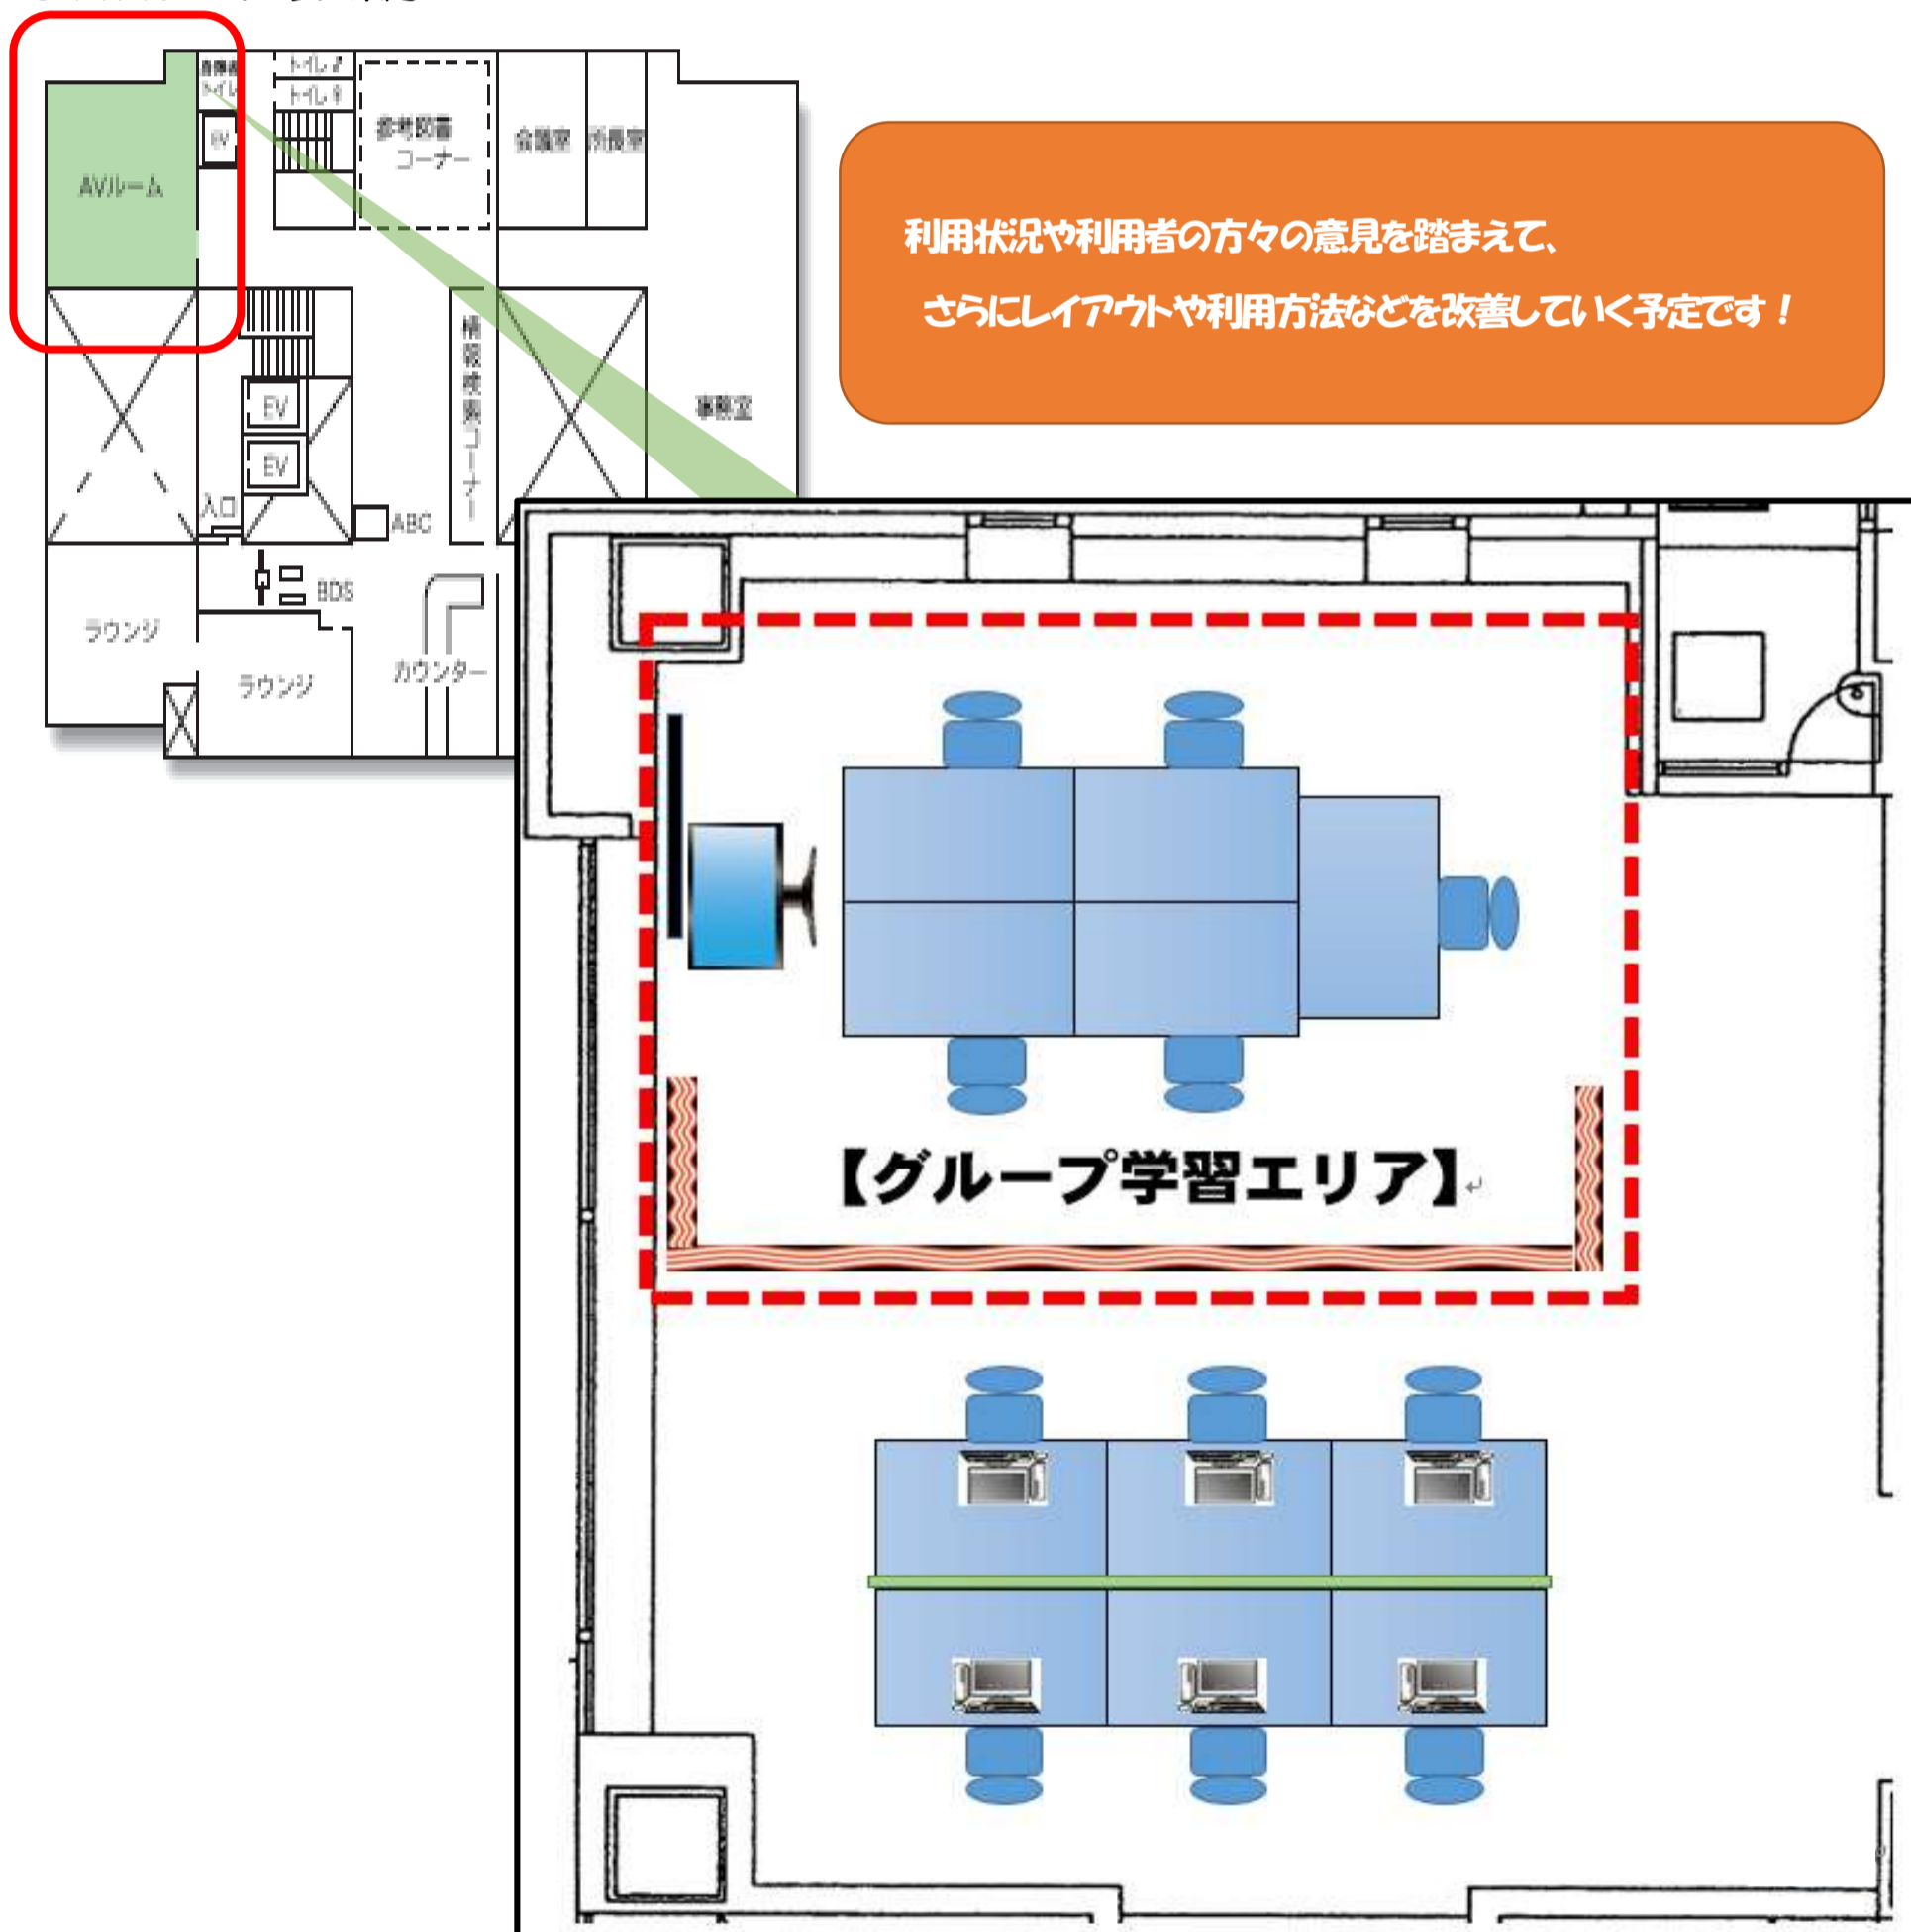 トイレ♂
トイレ♀
トイレ
EV
参考図書
コーナー
会議室
所長室
AVルーム
利用状況や利用者の方々の意見を踏まえて、
さらにレイアウトや利用方法などを改善していく予定です!
EV
EV
事務室
入口
ABC
BDS
ラウンジ
ラウンジ
カウンター
【グループ学習エリア】